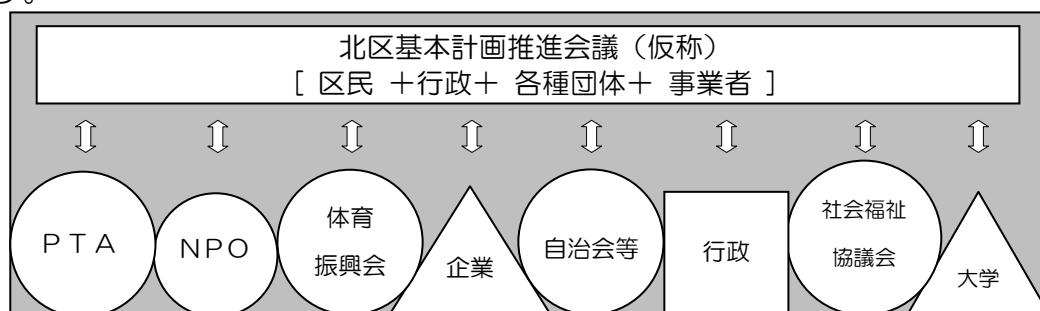 る。
北区基本計画推進会議（仮称）
[ 区民 ＋行政＋ 各種団体＋ 事業者 ]
ＰＴＡ
ＮＰＯ
体育
振興会
企業
自治会等
行政
社会福祉
協議会
大学